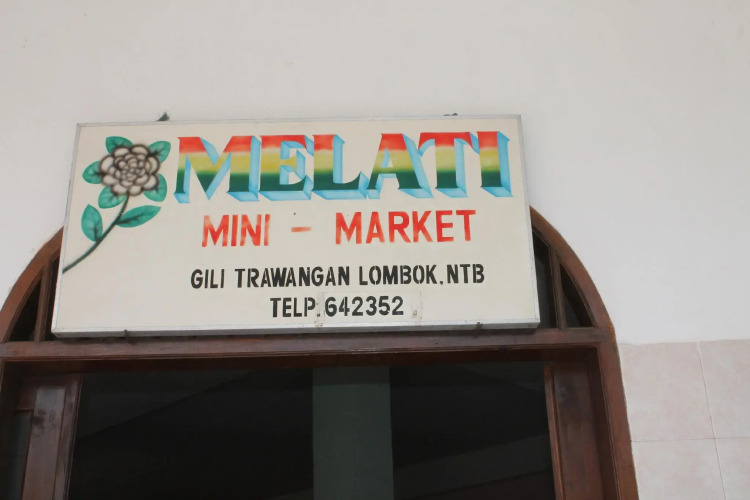 MELATI
MINI - MARKET
GILI TRAWANGAN LOMBOK.NTB
TELP.642352